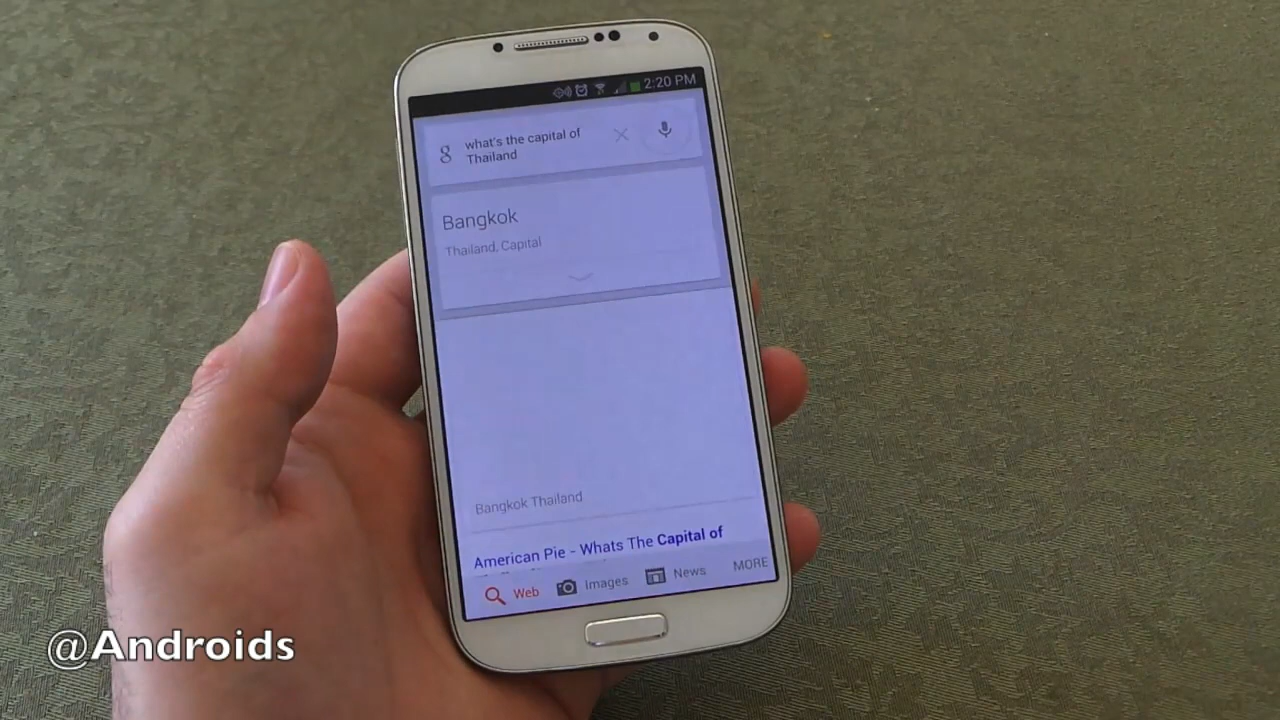 2:20 PM
8
what's the capital of
Thailand
Bangkok
Thailand, Capital
Bangkok Thailand
American Pie - Whats The Capital of
Web
Images
News
MORE
@Androids